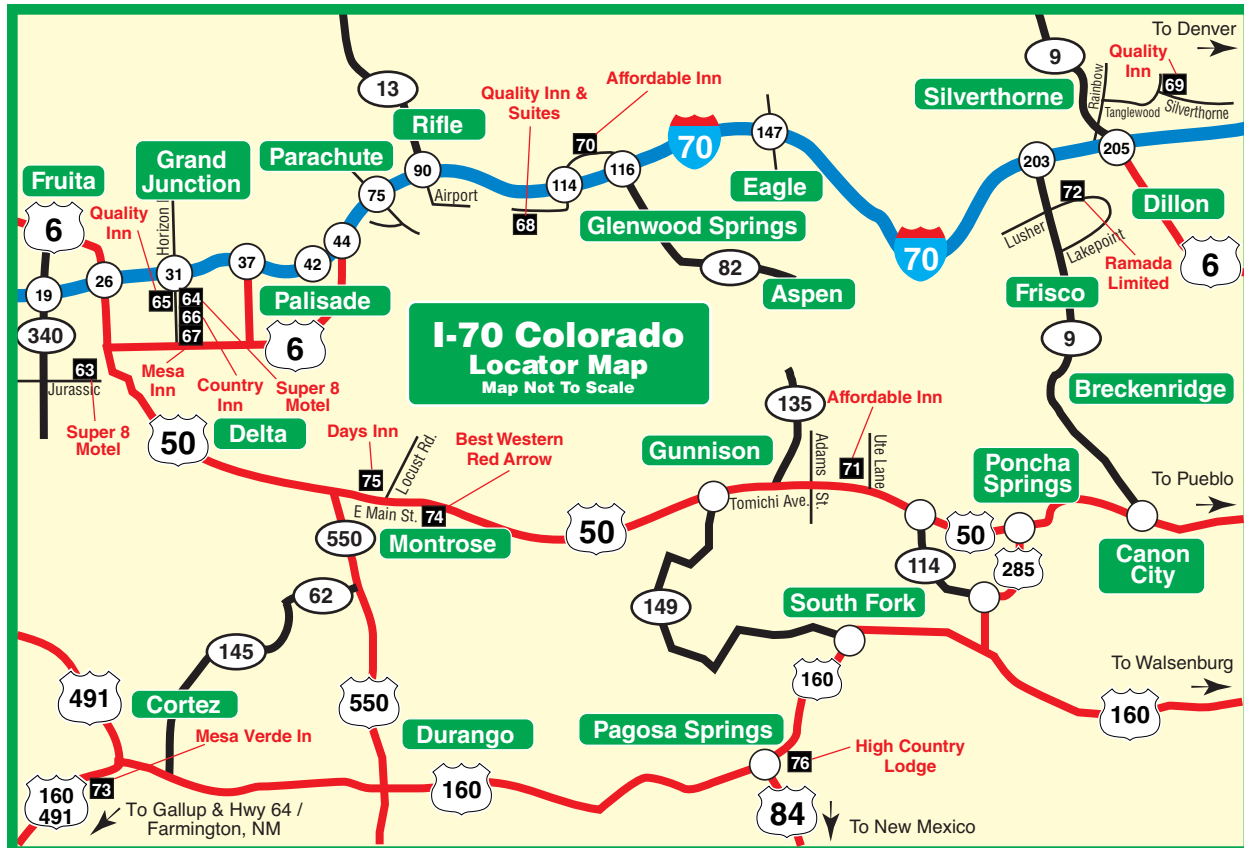 To Denver
9
Quality
Inn
69
Rainbow
Tanglewood
Silverthorne
Silverthorne
13
Affordable Inn
Quality Inn &
Suites
Rifle
70
70
147
205
203
Grand
Junction
Parachute
90
75
Airport
114
116
Eagle
Fruita
6
Quality
Inn
44
68
Glenwood Springs
72
Lusher
Lakepoint
Dillon
26
31
37
42
82
Aspen
70
Ramada
Limited
6
19
65
64
66
67
Palisade
Frisco
340
6
I-70 Colorado
Locator Map
Map Not To Scale
9
63
Jurassic
Mesa
Inn
Country
Inn
Super 8
Motel
135
Affordable Inn
Breckenridge
Super 8
Motel
50
Delta
Days Inn
75
Locust Rd.
Best Western
Red Arrow
Gunnison
Adams
St.
71
Ute Lane
Poncha
Springs
To Pueblo
E Main St.
74
Tomichi Ave.
550
Montrose
50
50
114
285
Canon
City
62
149
South Fork
145
160
To Walsenburg
491
Cortez
550
160
Mesa Verde In
Durango
Pagosa Springs
76
High Country
Lodge
160
491
73
160
To Gallup & Hwy 64 /
Farmington, NM
84
To New Mexico